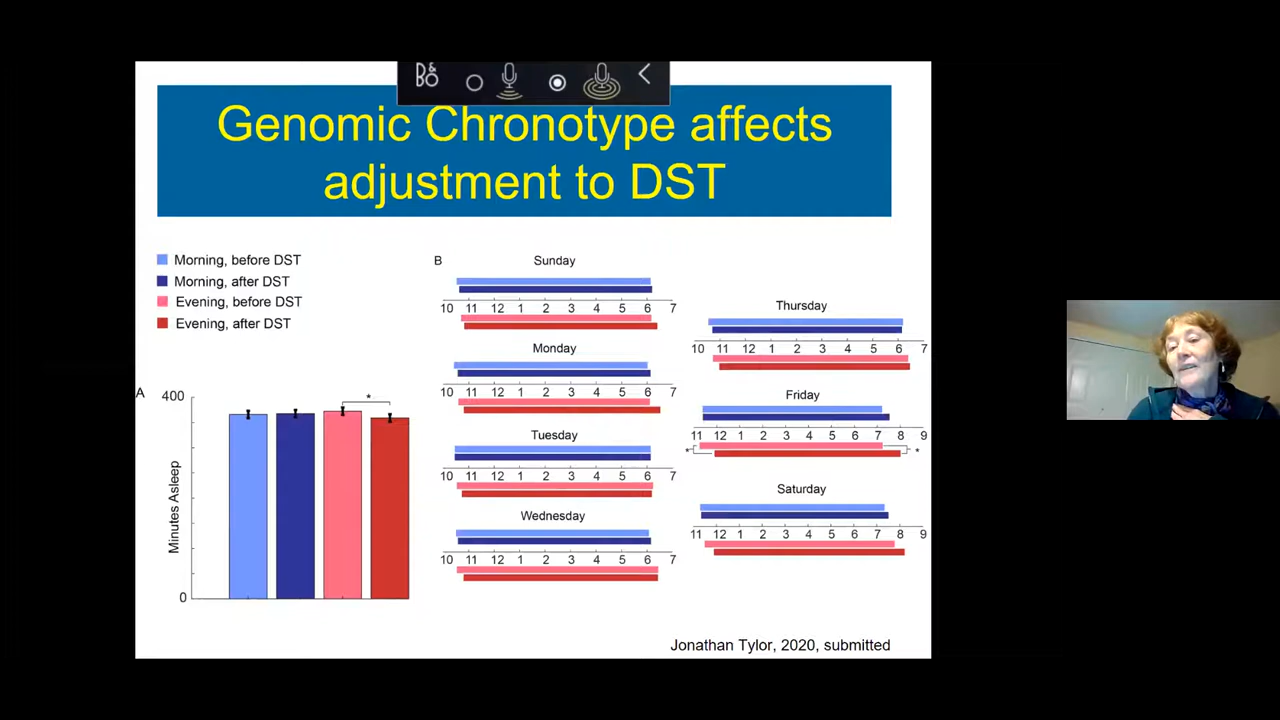 B&O
Genomic Chronotype affects
adjustment to DST
Morning, before DST
Morning, after DST
Evening, before DST
Evening, after DST
A
400
*
Minutes Asleep
0
B
Sunday
10 11 12 1 2 3 4 5 6 7
Monday
10 11 12 1 2 3 4 5 6 7
Tuesday
10 11 12 1 2 3 4 5 6 7
Wednesday
10 11 12 1 2 3 4 5 6 7
Thursday
10 11 12 1 2 3 4 5 6 7
Friday
11 12 1 2 3 4 5 6 7 8 9
* *
Saturday
11 12 1 2 3 4 5 6 7 8 9
Jonathan Tylor, 2020, submitted